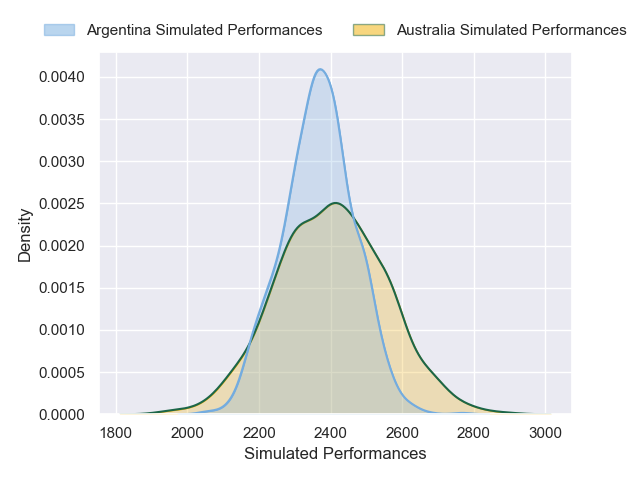 Argentina Simulated Performances
Australia Simulated Performances
0.0040
0.0035
0.0030
0.0025
0.0020
0.0015
0.0010
0.0005
0.0000
Density
1800 2000 2200 2400 2600 2800 3000
Simulated Performances